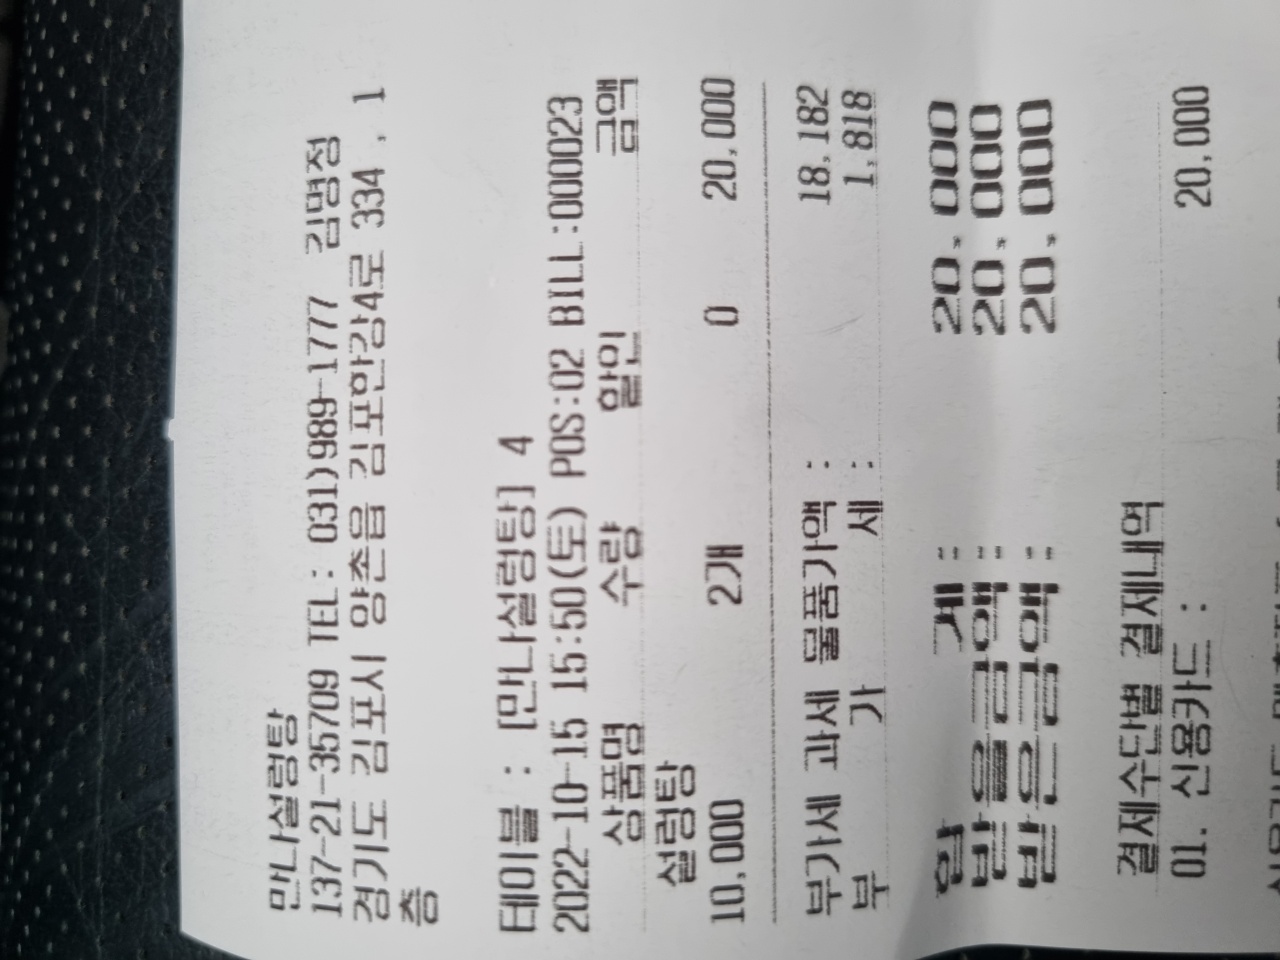 만나설렁탕
137-21-35709 TEL : 031)989-1777 김명정
경기도 김포시 양촌읍 김포한강4로 334 , 1
층
테이블 : [만나설렁탕] 4
2022-10-15 15:50(토) POS:02 BILL:000023
상품명 수량 할인 금액
설렁탕
10,000 2개 0 20,000
부가세 과세 물품가액 : 18,182
부 가 세 : 1,818
합 계 : 20,000
받을금액 : 20,000
받은금액 : 20,000
결제수단별 결제내역
01. 신용카드 : 20,000